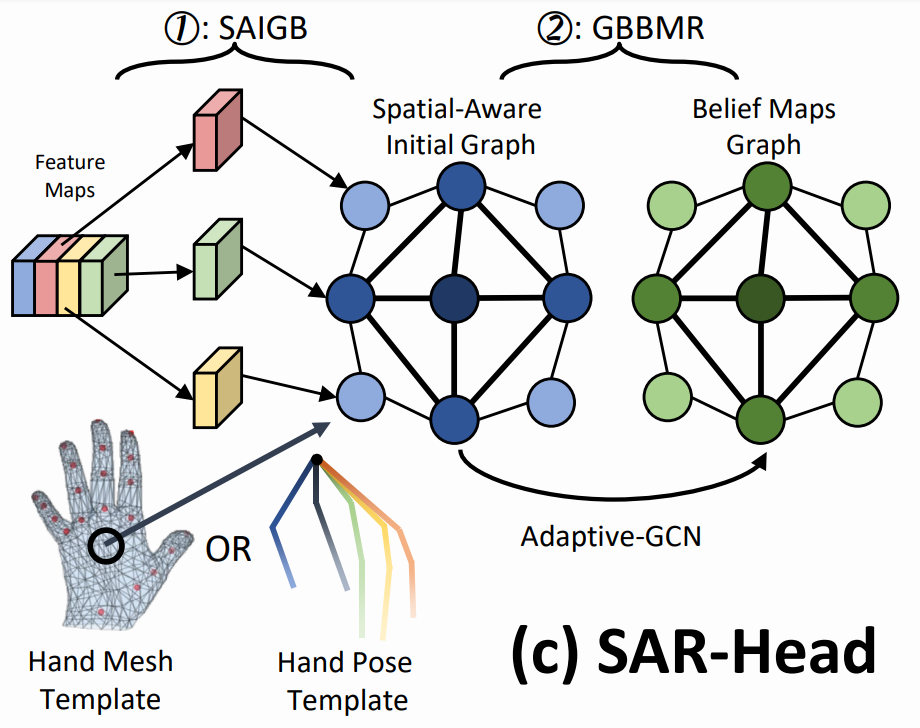 ①: SAIGB
②: GBBMR
Spatial-Aware
Initial Graph
Belief Maps
Graph
Feature
Maps
OR
Adaptive-GCN
Hand Mesh
Template
Hand Pose
Template
(c) SAR-Head